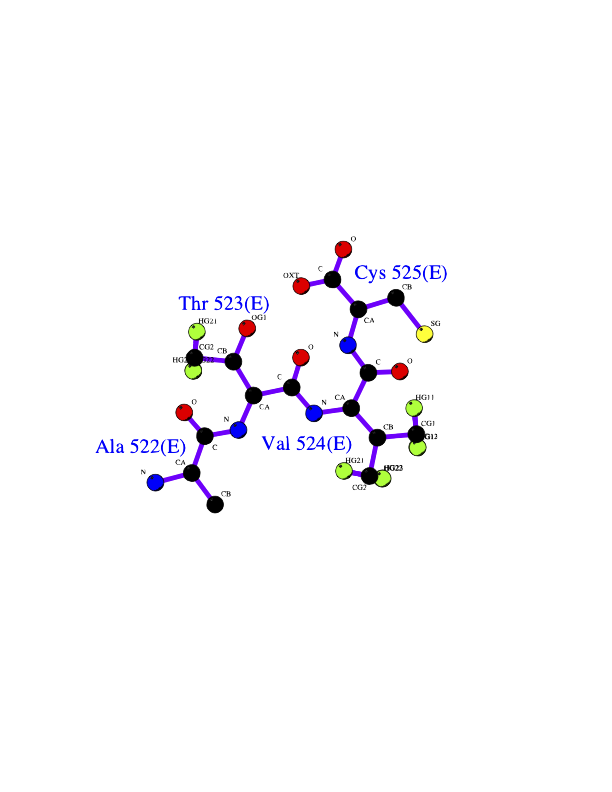 O
OXT
C
Cys 525(E)
CB
Thr 523(E)
CA
HG21
OG1
SG
N
CG2
CB
C
O
C
O
HG2
CA
N
CA
HG11
O
N
CB
CG1
Ala 522(E)
C
Val 524(E)
HG12
CA
HG21
HG22
N
CG2
CB